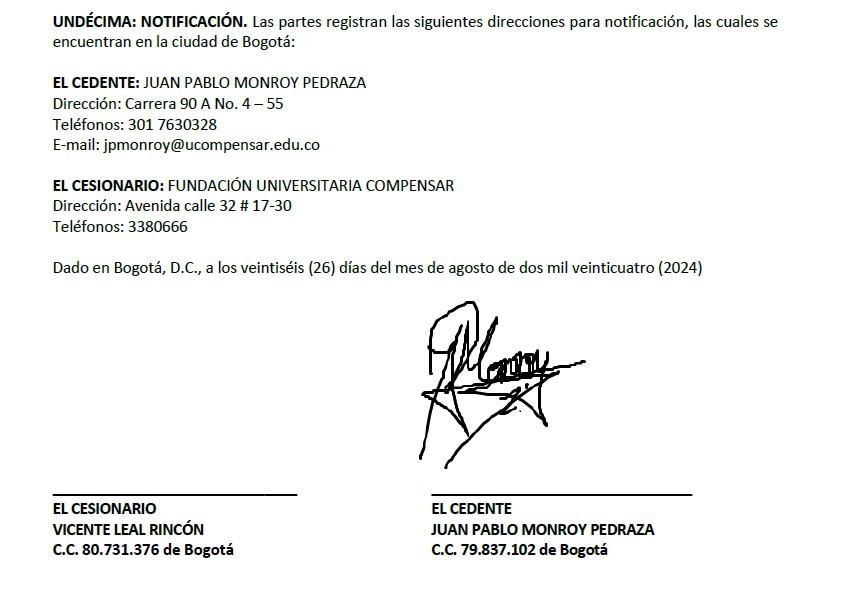 UNDÉCIMA: NOTIFICACIÓN. Las partes registran las siguientes direcciones para notificación, las cuales se
encuentran en la ciudad de Bogotá:
EL CEDENTE: JUAN PABLO MONROY PEDRAZA
Dirección: Carrera 90 A No. 4 – 55
Teléfonos: 301 7630328
E-mail: jpmonroy@ucompensar.edu.co
EL CESIONARIO: FUNDACIÓN UNIVERSITARIA COMPENSAR
Dirección: Avenida calle 32 # 17-30
Teléfonos: 3380666
Dado en Bogotá, D.C., a los veintiséis (26) días del mes de agosto de dos mil veinticuatro (2024)
EL CESIONARIO
VICENTE LEAL RINCÓN
C.C. 80.731.376 de Bogotá
EL CEDENTE
JUAN PABLO MONROY PEDRAZA
C.C. 79.837.102 de Bogotá